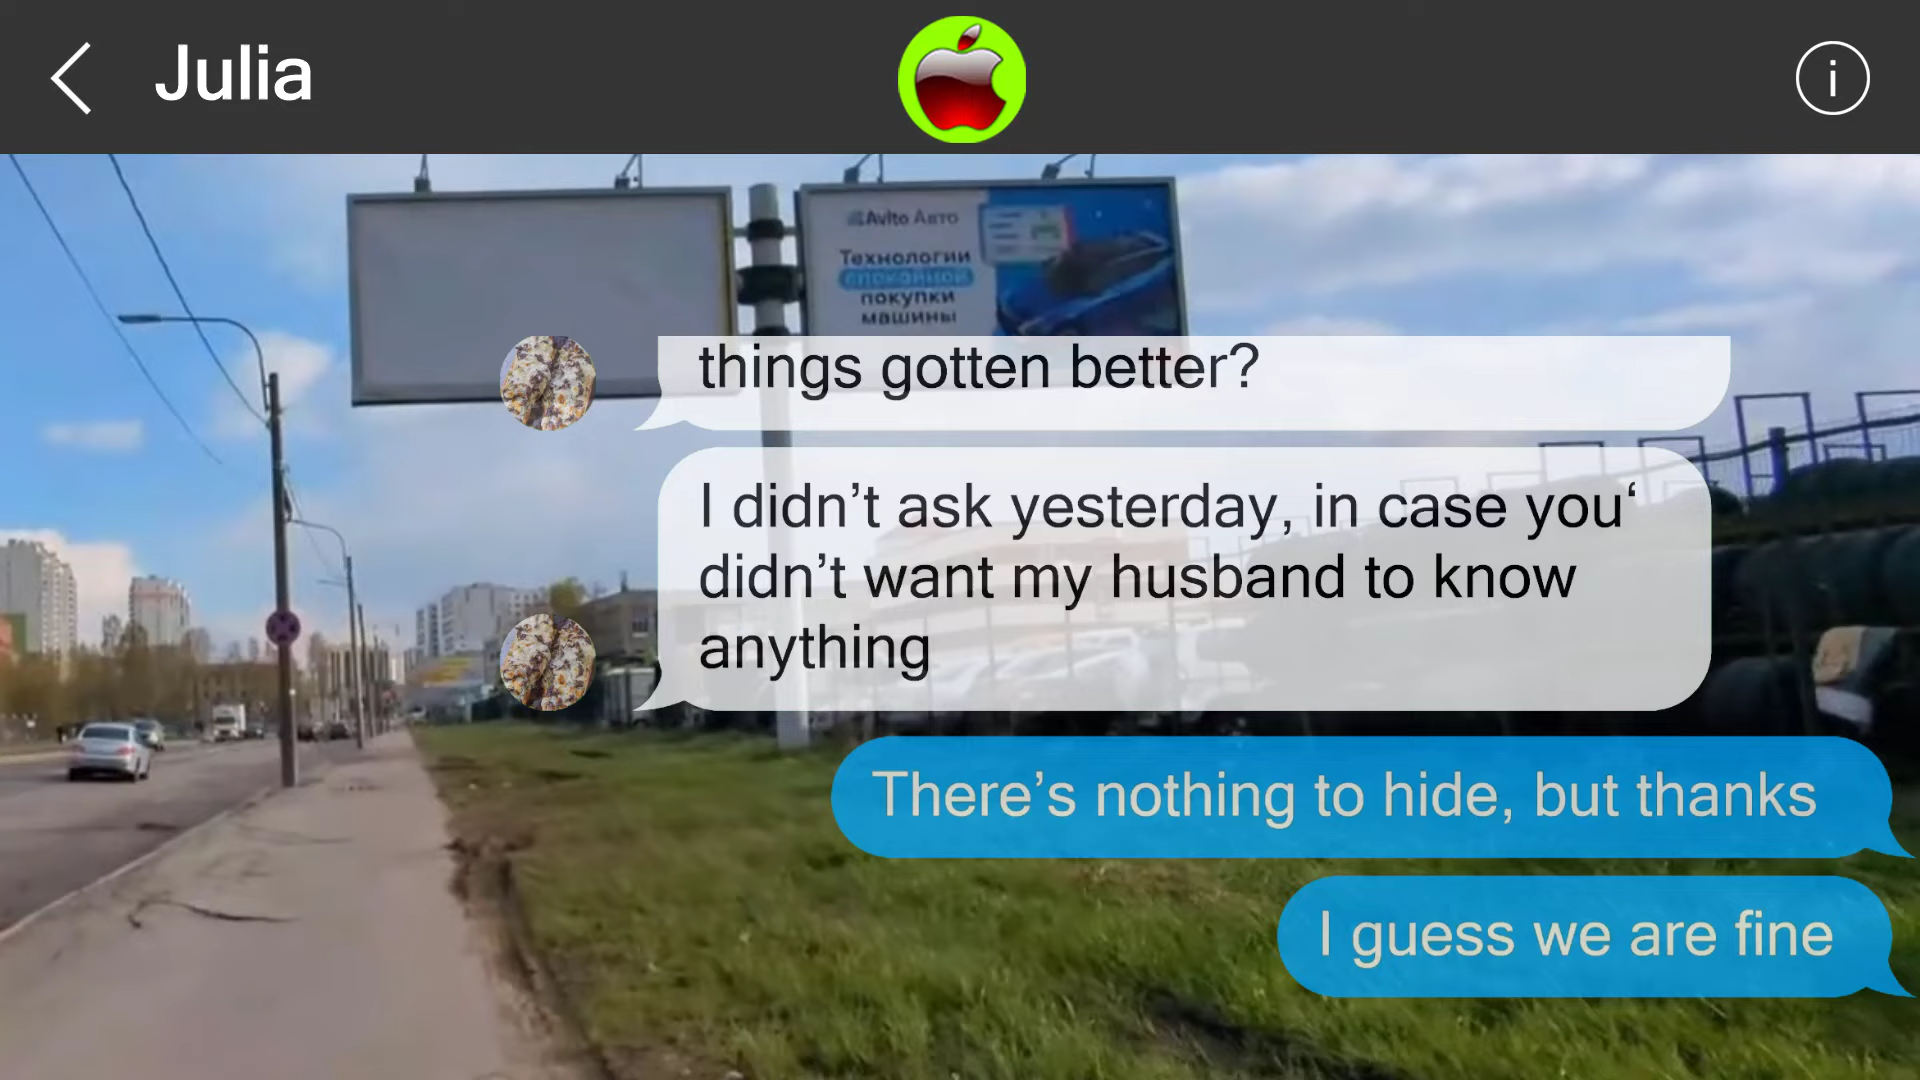 Julia
Avito Авто
Технологии
спокойной
покупки
машины
things gotten better?
I didn’t ask yesterday, in case you‘
didn’t want my husband to know
anything
There’s nothing to hide, but thanks
I guess we are fine